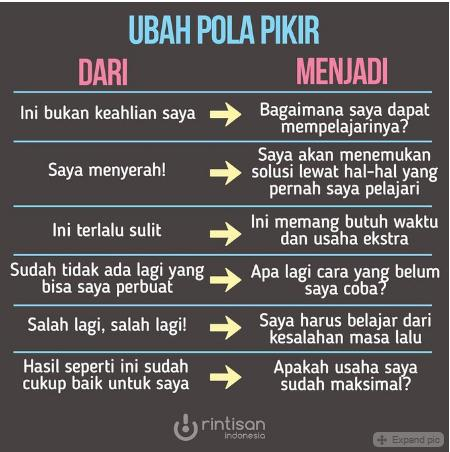 UBAH POLA PIKIR
DARI
MENJADI
Ini bukan keahlian saya
Bagaimana saya dapat
mempelajarinya?
Saya menyerah!
Saya akan menemukan
solusi lewat hal-hal yang
pernah saya pelajari
Ini terlalu sulit
Ini memang butuh waktu
dan usaha ekstra
Sudah tidak ada lagi yang
bisa saya perbuat
Apa lagi cara yang belum
saya coba?
Salah lagi, salah lagi!
Saya harus belajar dari
kesalahan masa lalu
Hasil seperti ini sudah
cukup baik untuk saya
Apakah usaha saya
sudah maksimal?
rintisan
indonesia
Expand pic